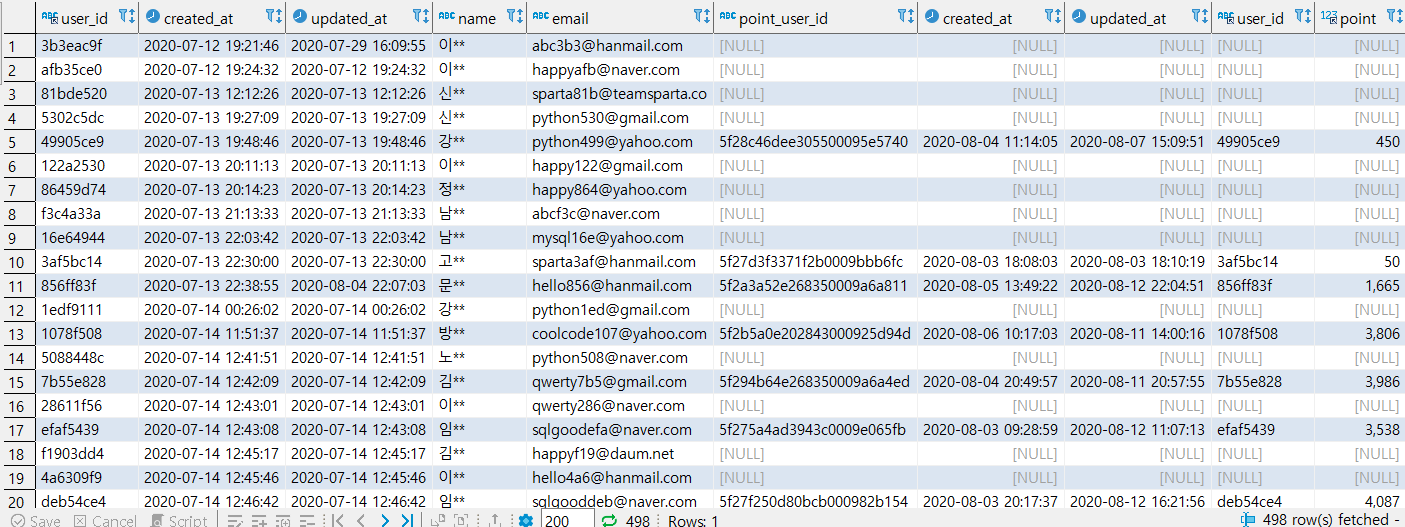 user_id created_at updated_at name email point_user_id created_at updated_at user_id point
1 3b3eac9f 2020-07-12 19:21:46 2020-07-29 16:09:55 이** abc3b3@hanmail.com [NULL] [NULL] [NULL] [NULL] [NULL]
2 afb35ce0 2020-07-12 19:24:32 2020-07-12 19:24:32 이** happyafb@naver.com [NULL] [NULL] [NULL] [NULL] [NULL]
3 81bde520 2020-07-13 12:12:26 2020-07-13 12:12:26 신** sparta81b@teamsparta.co [NULL] [NULL] [NULL] [NULL] [NULL]
4 5302c5dc 2020-07-13 19:27:09 2020-07-13 19:27:09 신** python530@gmail.com [NULL] [NULL] [NULL] [NULL] [NULL]
5 49905ce9 2020-07-13 19:48:46 2020-07-13 19:48:46 강** python499@yahoo.com 5f28c46dee305500095e5740 2020-08-04 11:14:05 2020-08-07 15:09:51 49905ce9 450
6 122a2530 2020-07-13 20:11:13 2020-07-13 20:11:13 이** happy122@gmail.com [NULL] [NULL] [NULL] [NULL] [NULL]
7 86459d74 2020-07-13 20:14:23 2020-07-13 20:14:23 정** happy864@yahoo.com [NULL] [NULL] [NULL] [NULL] [NULL]
8 f3c4a33a 2020-07-13 21:13:33 2020-07-13 21:13:33 남** abcf3c@naver.com [NULL] [NULL] [NULL] [NULL] [NULL]
9 16e64944 2020-07-13 22:03:42 2020-07-13 22:03:42 남** mysql16e@yahoo.com [NULL] [NULL] [NULL] [NULL] [NULL]
10 3af5bc14 2020-07-13 22:30:00 2020-07-13 22:30:00 고** sparta3af@hanmail.com 5f27d3f3371f2b0009bbb6fc 2020-08-03 18:08:03 2020-08-03 18:10:19 3af5bc14 50
11 856ff83f 2020-07-13 22:38:55 2020-08-04 22:07:03 문** hello856@hanmail.com 5f2a3a52e268350009a6a811 2020-08-05 13:49:22 2020-08-12 22:04:51 856ff83f 1,665
12 1edf9111 2020-07-14 00:26:02 2020-07-14 00:26:02 강** python1ed@gmail.com [NULL] [NULL] [NULL] [NULL] [NULL]
13 1078f508 2020-07-14 11:51:37 2020-07-14 11:51:37 방** coolcode107@yahoo.com 5f2b5a0e202843000925d94d 2020-08-06 10:17:03 2020-08-11 14:00:16 1078f508 3,806
14 5088448c 2020-07-14 12:41:51 2020-07-14 12:41:51 노** python508@naver.com [NULL] [NULL] [NULL] [NULL] [NULL]
15 7b55e828 2020-07-14 12:42:09 2020-07-14 12:42:09 김** qwerty7b5@gmail.com 5f294b64e268350009a6a4ed 2020-08-04 20:49:57 2020-08-11 20:57:55 7b55e828 3,986
16 28611f56 2020-07-14 12:43:01 2020-07-14 12:43:01 이** qwerty286@naver.com [NULL] [NULL] [NULL] [NULL] [NULL]
17 efaf5439 2020-07-14 12:43:08 2020-07-14 12:43:08 임** sqlgoodefa@naver.com 5f275a4ad3943c0009e065fb 2020-08-03 09:28:59 2020-08-12 11:07:13 efaf5439 3,538
18 f1903dd4 2020-07-14 12:45:17 2020-07-14 12:45:17 김** happyf19@daum.net [NULL] [NULL] [NULL] [NULL] [NULL]
19 4a6309f9 2020-07-14 12:45:46 2020-07-14 12:45:46 이** hello4a6@hanmail.com [NULL] [NULL] [NULL] [NULL] [NULL]
20 deb54ce4 2020-07-14 12:46:42 2020-07-14 12:46:42 임** sqlgooddeb@naver.com 5f27f250d80bcb000982b154 2020-08-03 20:17:37 2020-08-12 16:21:56 deb54ce4 4,087
Save Cancel Script 200 498 Rows: 1 498 row(s) fetched -